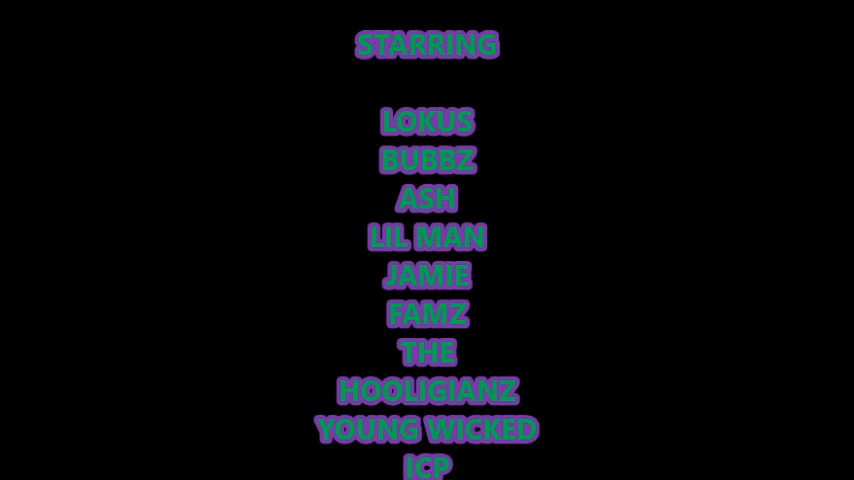 STARRING
LOKUS
BUBBZ
ASH
LIL MAN
JAMIE
FAMZ
THE
HOOLIGIANZ
YOUNG WICKED
ICP